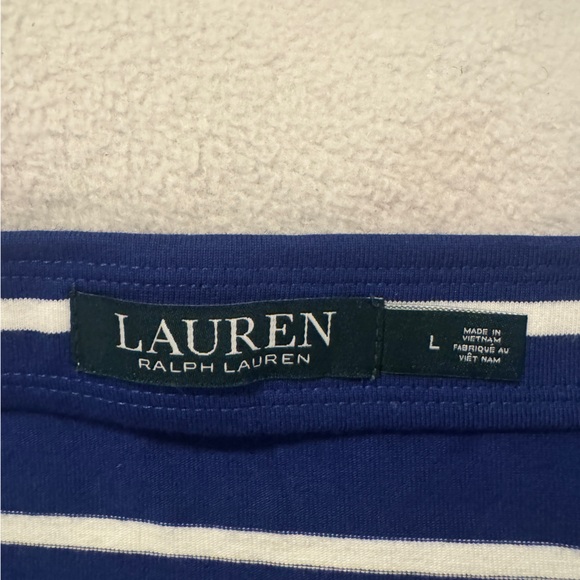 LAUREN
RALPH LAUREN
L
MADE IN
VIETNAM
FABRIQUÉ AU
VIÊT NAM